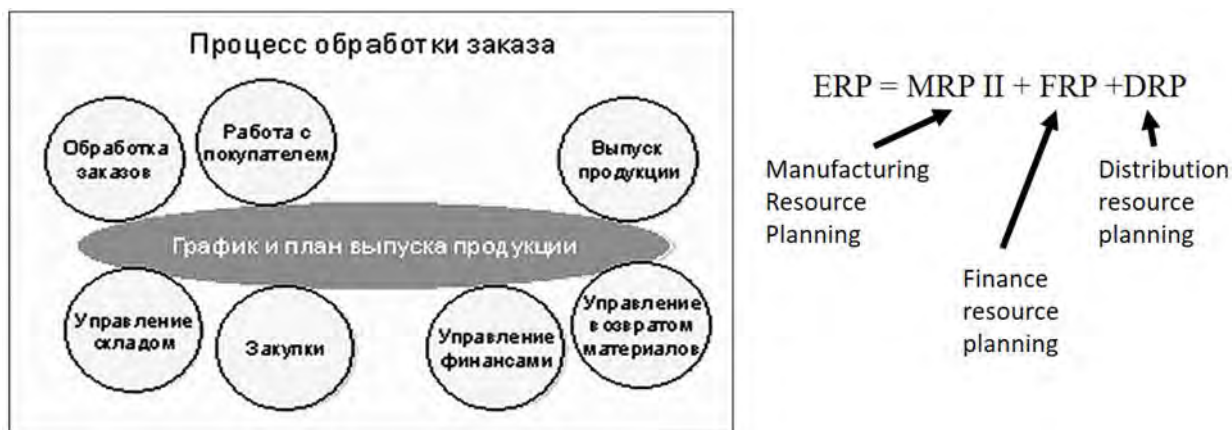 Процесс обработки заказа
Обработка
заказов
Работа с
покупателем
Выпуск
продукции
График и план выпуска продукции
Управление
складом
Закупки
Управление
финансами
Управление
возвратом
материалов
ERP = MRP II + FRP +DRP
Manufacturing
Resource
Planning
Finance
resource
planning
Distribution
resource
planning